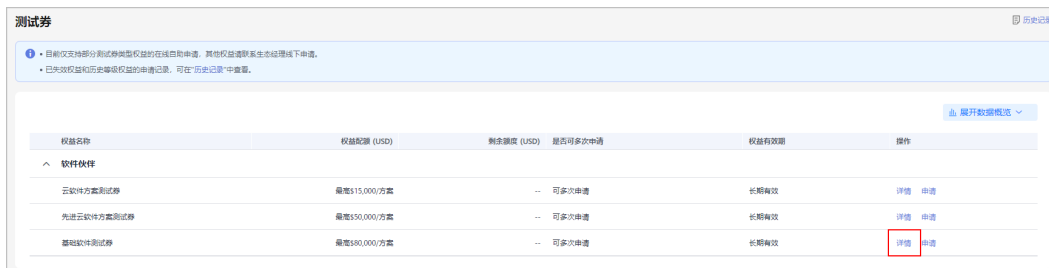 测试券
历史记录
• 目前仅支持部分测试券类型权益的在线自助申请，其他权益请联系生态经理线下申请。
• 已失效权益和历史等级权益的申请记录，可在"历史记录"中查看。
展开数据概览
权益名称 权益配额 (USD) 剩余额度 (USD) 是否可多次申请 权益有效期 操作
软件伙伴
云软件方案测试券 最高$15,000/方案 -- 可多次申请 长期有效 详情 申请
先进云软件方案测试券 最高$50,000/方案 -- 可多次申请 长期有效 详情 申请
基础软件测试券 最高$80,000/方案 -- 可多次申请 长期有效 详情 申请